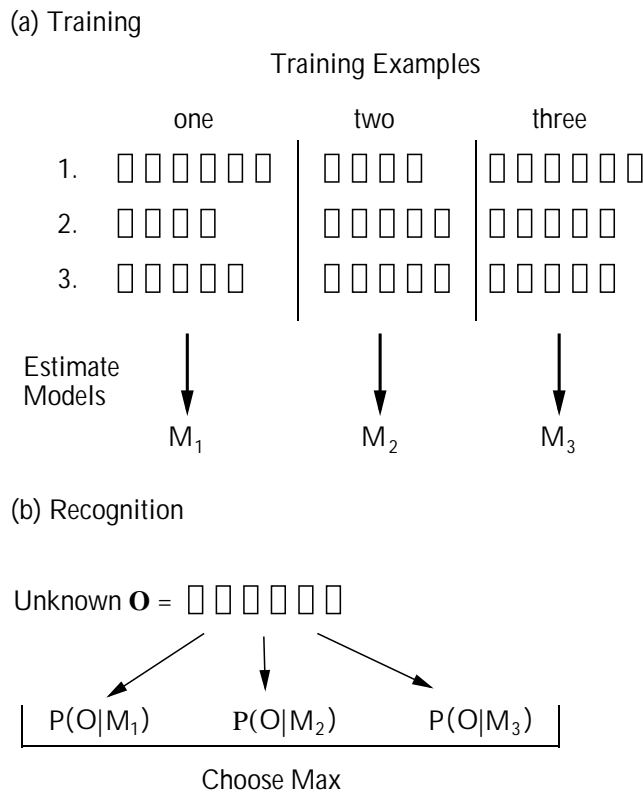 (a) Training
Training Examples
one two three
1.
2.
3.
Estimate
Models
M₁ M₂ M₃
(b) Recognition
Unknown O =
P(O|M₁) P(O|M₂) P(O|M₃)
Choose Max